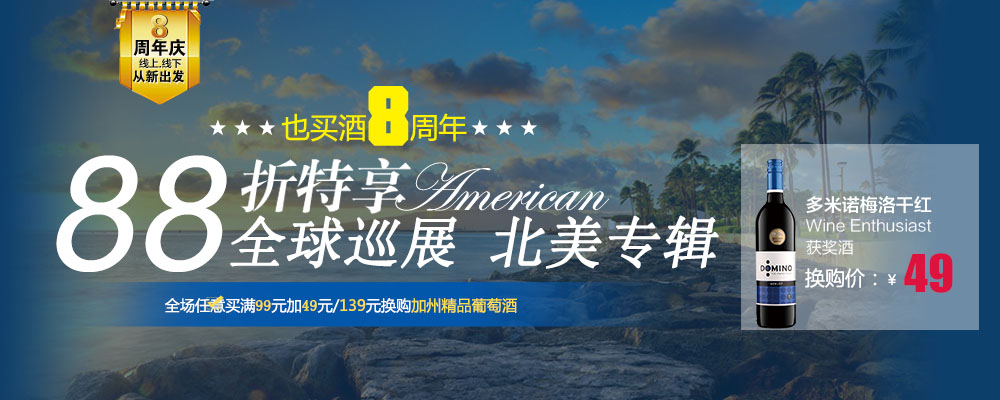 8
周年庆
线上.线下
从新出发
★★★也买酒8周年★★★
88折特享American
全球巡展 北美专辑
全场任意买满99元加49元/139元换购加州精品葡萄酒
DOMINO
MERLOT
多米诺梅洛干红
Wine Enthusiast
获奖酒
换购价：¥ 49